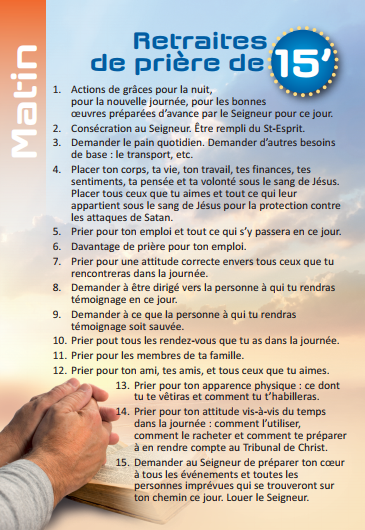 Matin
Retraites
de prière de 15’
1. Actions de grâces pour la nuit,
pour la nouvelle journée, pour les bonnes
œuvres préparées d’avance par le Seigneur pour ce jour.
2. Consécration au Seigneur. Être rempli du St-Esprit.
3. Demander le pain quotidien. Demander d’autres besoins
de base : le transport, etc.
4. Placer ton corps, ta vie, ton travail, tes finances, tes
sentiments, ta pensée et ta volonté sous le sang de Jésus.
Placer tous ceux que tu aimes et tout ce qui leur
appartient sous le sang de Jésus pour la protection contre
les attaques de Satan.
5. Prier pour ton emploi et tout ce qui s’y passera en ce jour.
6. Davantage de prière pour ton emploi.
7. Prier pour une attitude correcte envers tous ceux que tu
rencontreras dans la journée.
8. Demander à être dirigé vers la personne à qui tu rendras
témoignage en ce jour.
9. Demander à ce que la personne à qui tu rendras
témoignage soit sauvée.
10. Prier pout tous les rendez-vous que tu as dans la journée.
11. Prier pour les membres de ta famille.
12. Prier pour ton ami, tes amis, et tous ceux que tu aimes.
13. Prier pour ton apparence physique : ce dont
tu te vêtiras et comment tu t’habilleras.
14. Prier pour ton attitude vis-à-vis du temps
dans la journée : comment l’utiliser,
comment le racheter et comment te préparer
à en rendre compte au Tribunal de Christ.
15. Demander au Seigneur de préparer ton cœur
à tous les événements et toutes les
personnes imprévues qui se trouveront sur
ton chemin ce jour. Louer le Seigneur.